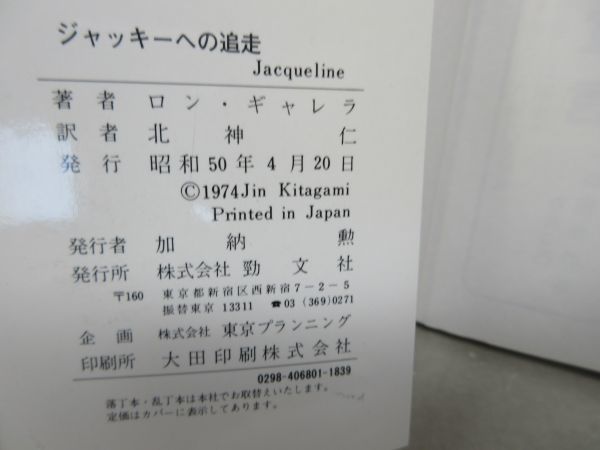 ジャッキーへの追走
Jacqueline
著者 ロン・ギャレラ
訳者 北神仁
発行 昭和50年4月20日
©1974Jin Kitagami
Printed in Japan
発行者 加納勲
発行所 株式会社 勁文社
〒160 東京都新宿区西新宿7-2-5
振替東京 13311 ☎03 (369)0271
企画 株式会社 東京プランニング
印刷所 大田印刷株式会社
0298-406801-1839
落丁本・乱丁本は本社でお取替えいたします。
定価はカバーに表示してあります。